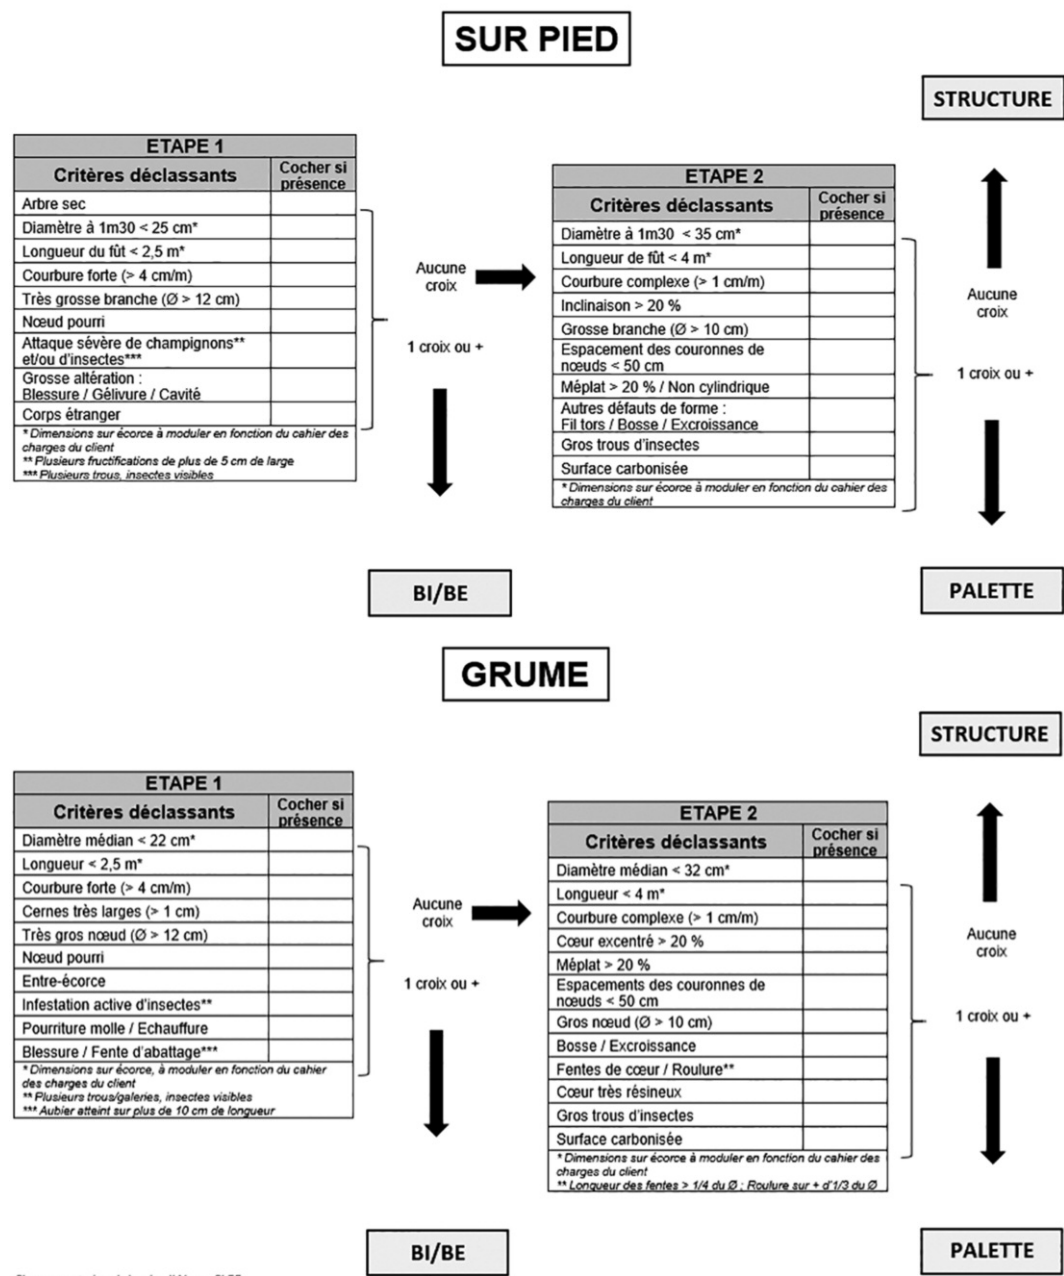 SUR PIED
STRUCTURE
ETAPE 1
Critères déclassants
Cocher si
présence
Arbre sec
Diamètre à 1m30 < 25 cm*
Longueur du fût < 2,5 m*
Courbure forte (> 4 cm/m)
Très grosse branche (Ø > 12 cm)
Nœud pourri
Attaque sévère de champignons**
et/ou d'insectes***
Grosse altération :
Blessure / Gélivure / Cavité
Corps étranger
* Dimensions sur écorce à moduler en fonction du cahier des
charges du client
** Plusieurs fructifications de plus de 5 cm de large
*** Plusieurs trous, insectes visibles
Aucune
croix
1 croix ou +
BI/BE
ETAPE 2
Critères déclassants
Cocher si
présence
Diamètre à 1m30 < 35 cm*
Longueur de fût < 4 m*
Courbure complexe (> 1 cm/m)
Inclinaison > 20 %
Grosse branche (Ø > 10 cm)
Espacement des couronnes de
nœuds < 50 cm
Méplat > 20 % / Non cylindrique
Autres défauts de forme :
Fil tors / Bosse / Excroissance
Gros trous d'insectes
Surface carbonisée
* Dimensions sur écorce à moduler en fonction du cahier des
charges du client
Aucune
croix
1 croix ou +
PALETTE
GRUME
STRUCTURE
ETAPE 1
Critères déclassants
Cocher si
présence
Diamètre médian < 22 cm*
Longueur < 2,5 m*
Courbure forte (> 4 cm/m)
Cernes très larges (> 1 cm)
Très gros nœud (Ø > 12 cm)
Nœud pourri
Entre-écorce
Infestation active d'insectes**
Pourriture molle / Echauffure
Blessure / Fente d'abattage***
* Dimensions sur écorce, à moduler en fonction du cahier
des charges du client
** Plusieurs trous/galeries, insectes visibles
*** Aubier atteint sur plus de 10 cm de longueur
Aucune
croix
1 croix ou +
BI/BE
ETAPE 2
Critères déclassants
Cocher si
présence
Diamètre médian < 32 cm*
Longueur < 4 m*
Courbure complexe (> 1 cm/m)
Cœur excentré > 20 %
Méplat > 20 %
Espacements des couronnes de
nœuds < 50 cm
Gros nœud (Ø > 10 cm)
Bosse / Excroissance
Fentes de cœur / Roulure**
Cœur très résineux
Gros trous d'insectes
Surface carbonisée
* Dimensions sur écorce à moduler en fonction du cahier des
charges du client
** Longueur des fentes > 1/4 du Ø ; Roulure sur + d'1/3 du Ø
Aucune
croix
1 croix ou +
PALETTE